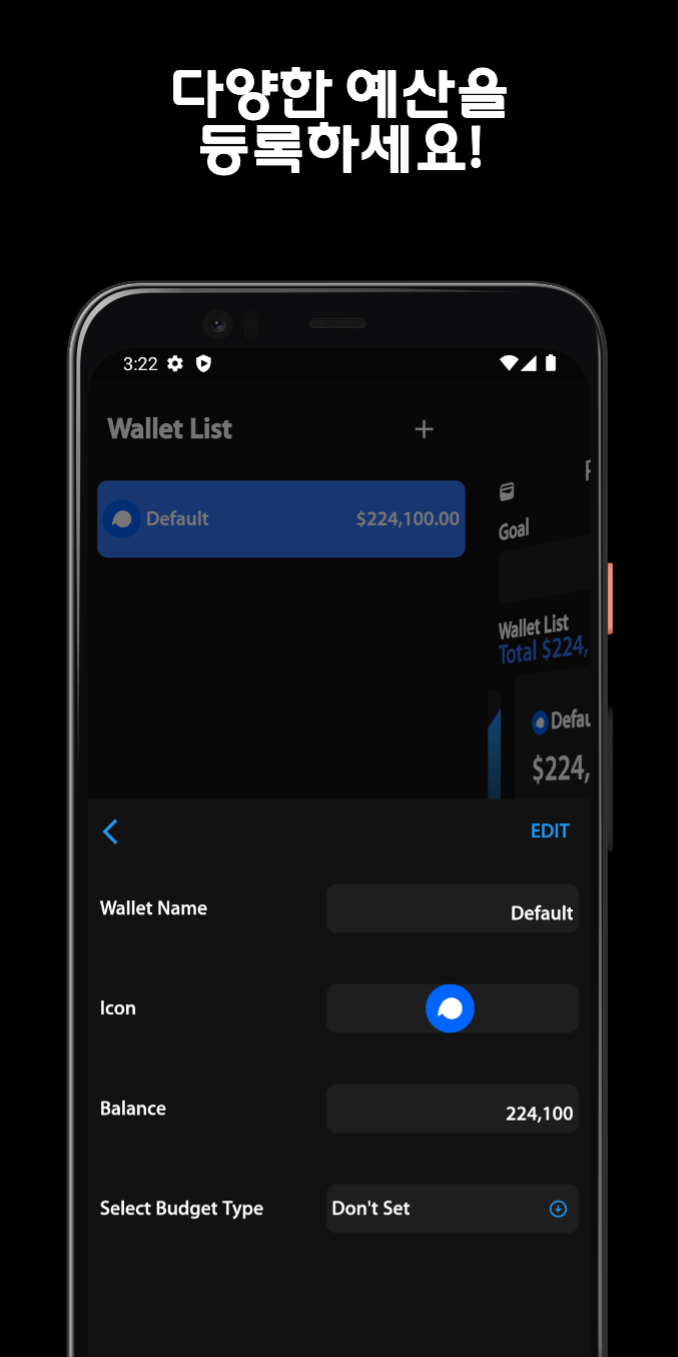 다양한 예산을
등록하세요!
3:22
Wallet List
Default $224,100.00
Goal
Wallet List
Total $224,
Defau
$224,
EDIT
Wallet Name
Default
Icon
Balance
224,100
Select Budget Type
Don't Set